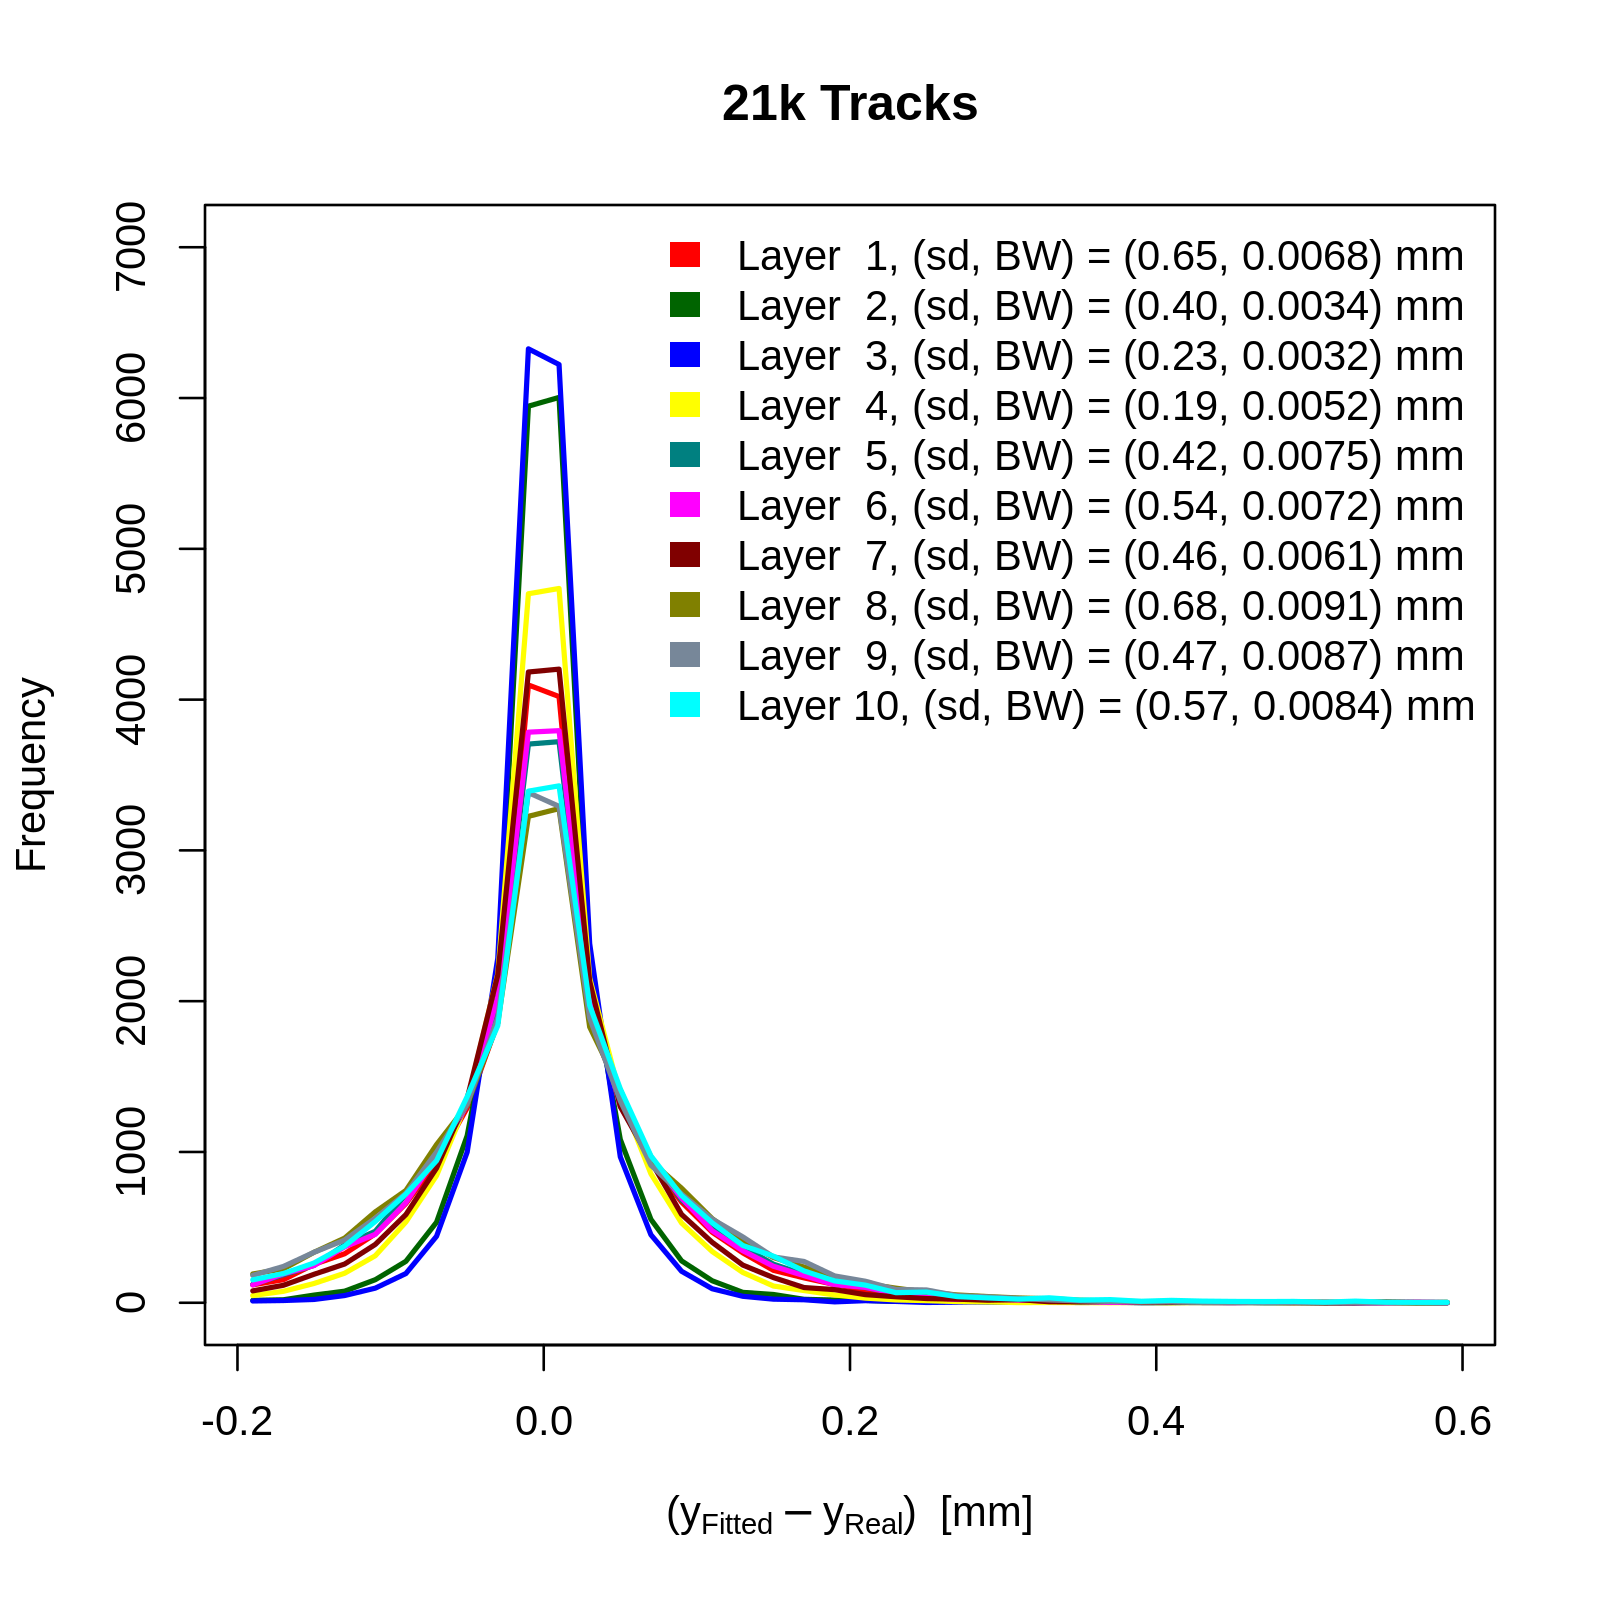 21k Tracks
Layer 1, (sd, BW) = (0.65, 0.0068) mm
Layer 2, (sd, BW) = (0.40, 0.0034) mm
Layer 3, (sd, BW) = (0.23, 0.0032) mm
Layer 4, (sd, BW) = (0.19, 0.0052) mm
Layer 5, (sd, BW) = (0.42, 0.0075) mm
Layer 6, (sd, BW) = (0.54, 0.0072) mm
Layer 7, (sd, BW) = (0.46, 0.0061) mm
Layer 8, (sd, BW) = (0.68, 0.0091) mm
Layer 9, (sd, BW) = (0.47, 0.0087) mm
Layer 10, (sd, BW) = (0.57, 0.0084) mm
Frequency
7000
6000
5000
4000
3000
2000
1000
0
-0.2 0.0 0.2 0.4 0.6
(yFitted − yReal) [mm]